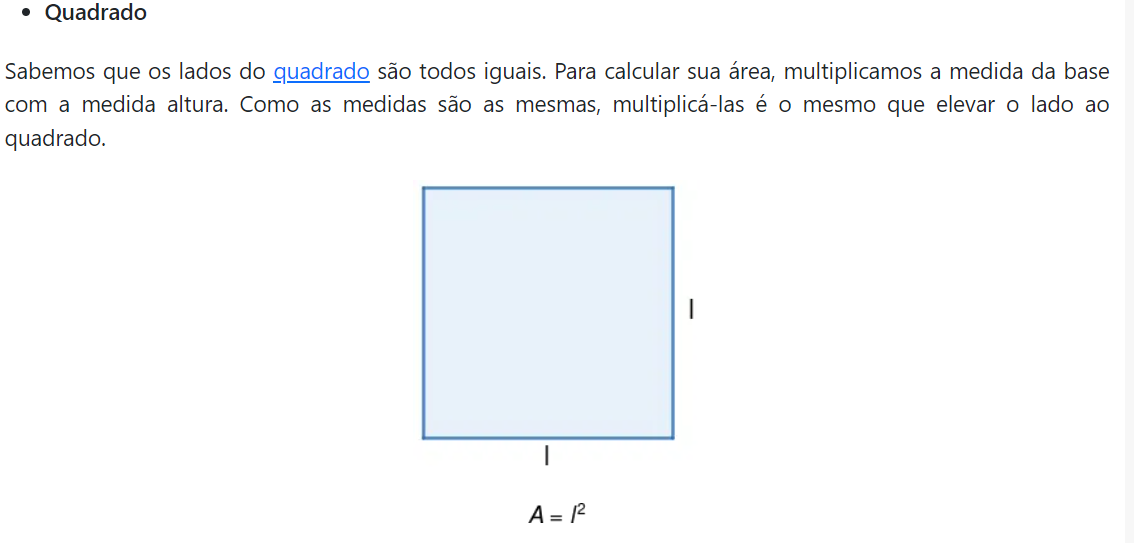 • Quadrado
Sabemos que os lados do quadrado são todos iguais. Para calcular sua área, multiplicamos a medida da base
com a medida altura. Como as medidas são as mesmas, multiplicá-las é o mesmo que elevar o lado ao
quadrado.
l
l
A = l²